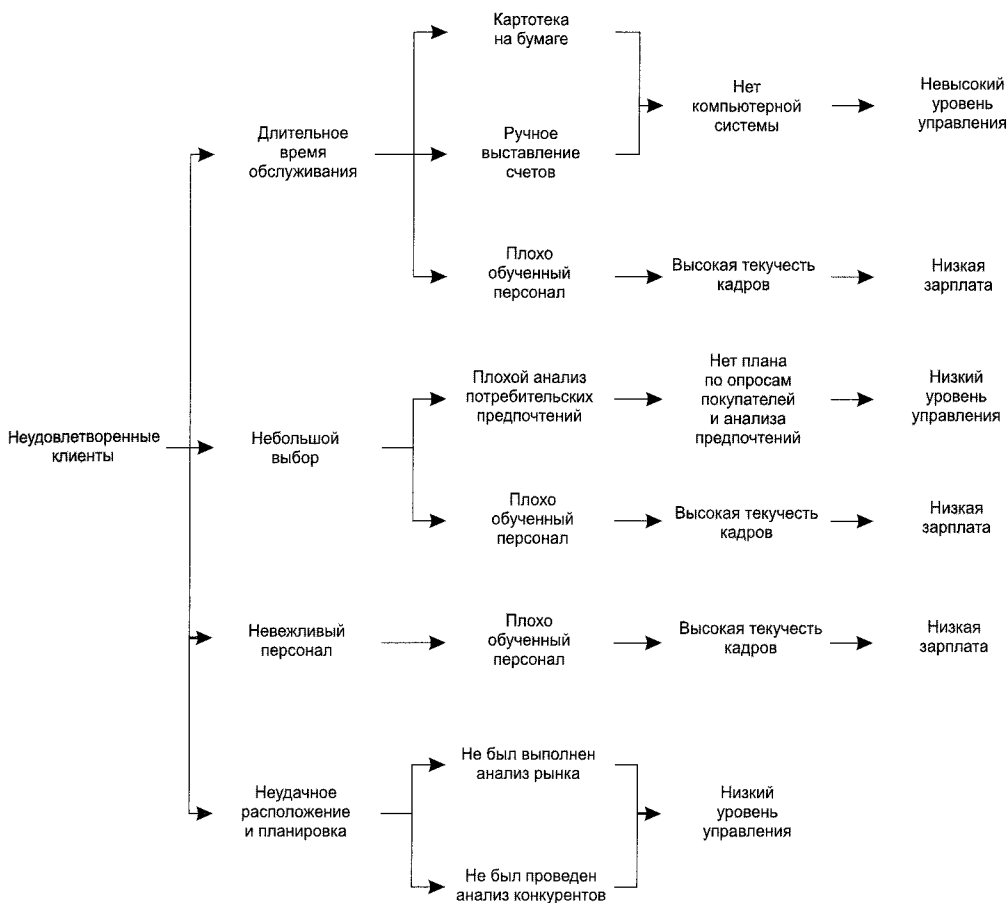 Картотека
на бумаге
Нет
компьютерной
системы
Невысокий
уровень
управления
Длительное
время
обслуживания
Ручное
выставление
счетов
Плохо
обученный
персонал
Высокая текучесть
кадров
Низкая
зарплата
Неудовлетворенные
клиенты
Небольшой
выбор
Плохой анализ
потребительских
предпочтений
Нет плана
по опросам
покупателей
и анализа
предпочтений
Низкий
уровень
управления
Плохо
обученный
персонал
Высокая текучесть
кадров
Низкая
зарплата
Невежливый
персонал
Плохо
обученный
персонал
Высокая текучесть
кадров
Низкая
зарплата
Неудачное
расположение
и планировка
Не был выполнен
анализ рынка
Не был проведен
анализ конкурентов
Низкий
уровень
управления